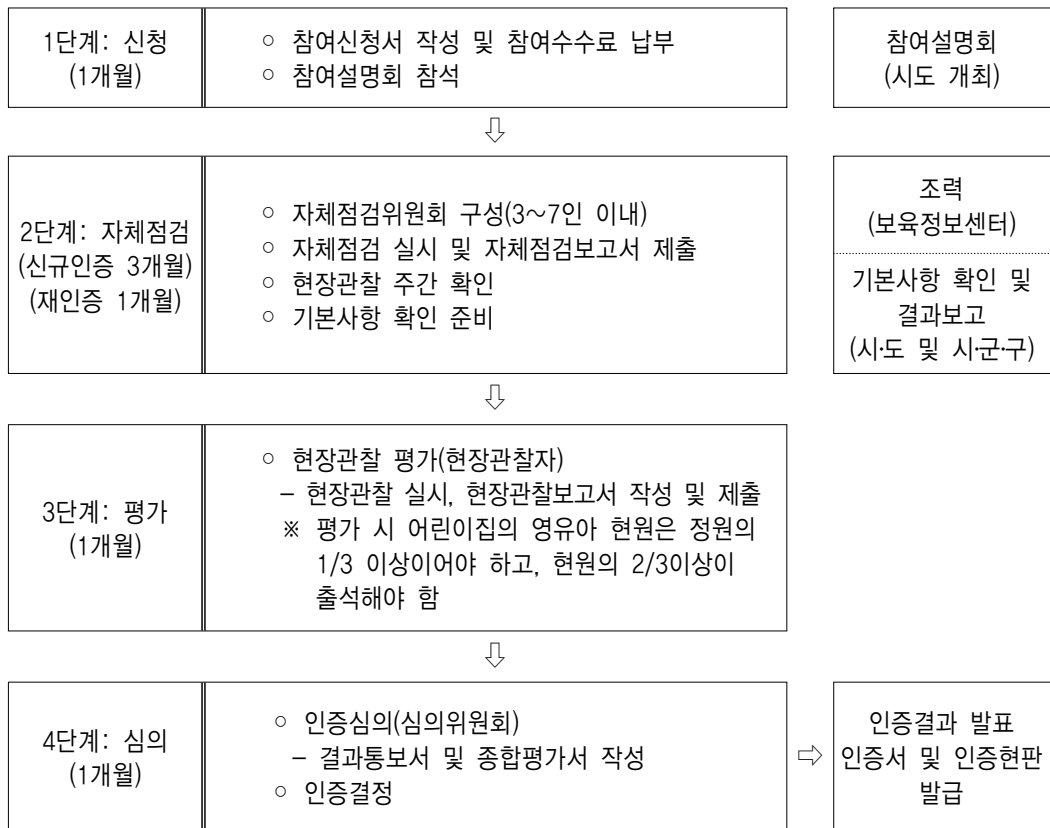 1단계: 신청
(1개월)
○ 참여신청서 작성 및 참여수수료 납부
○ 참여설명회 참석
참여설명회
(시도 개최)
⇩
2단계: 자체점검
(신규인증 3개월)
(재인증 1개월)
○ 자체점검위원회 구성(3~7인 이내)
○ 자체점검 실시 및 자체점검보고서 제출
○ 현장관찰 주간 확인
○ 기본사항 확인 준비
조력
(보육정보센터)
기본사항 확인 및
결과보고
(시·도 및 시·군·구)
⇩
3단계: 평가
(1개월)
○ 현장관찰 평가(현장관찰자)
– 현장관찰 실시, 현장관찰보고서 작성 및 제출
※ 평가 시 어린이집의 영유아 현원은 정원의
1/3 이상이어야 하고, 현원의 2/3이상이
출석해야 함
⇩
4단계: 심의
(1개월)
○ 인증심의(심의위원회)
– 결과통보서 및 종합평가서 작성
○ 인증결정
⇨
인증결과 발표
인증서 및 인증현판
발급